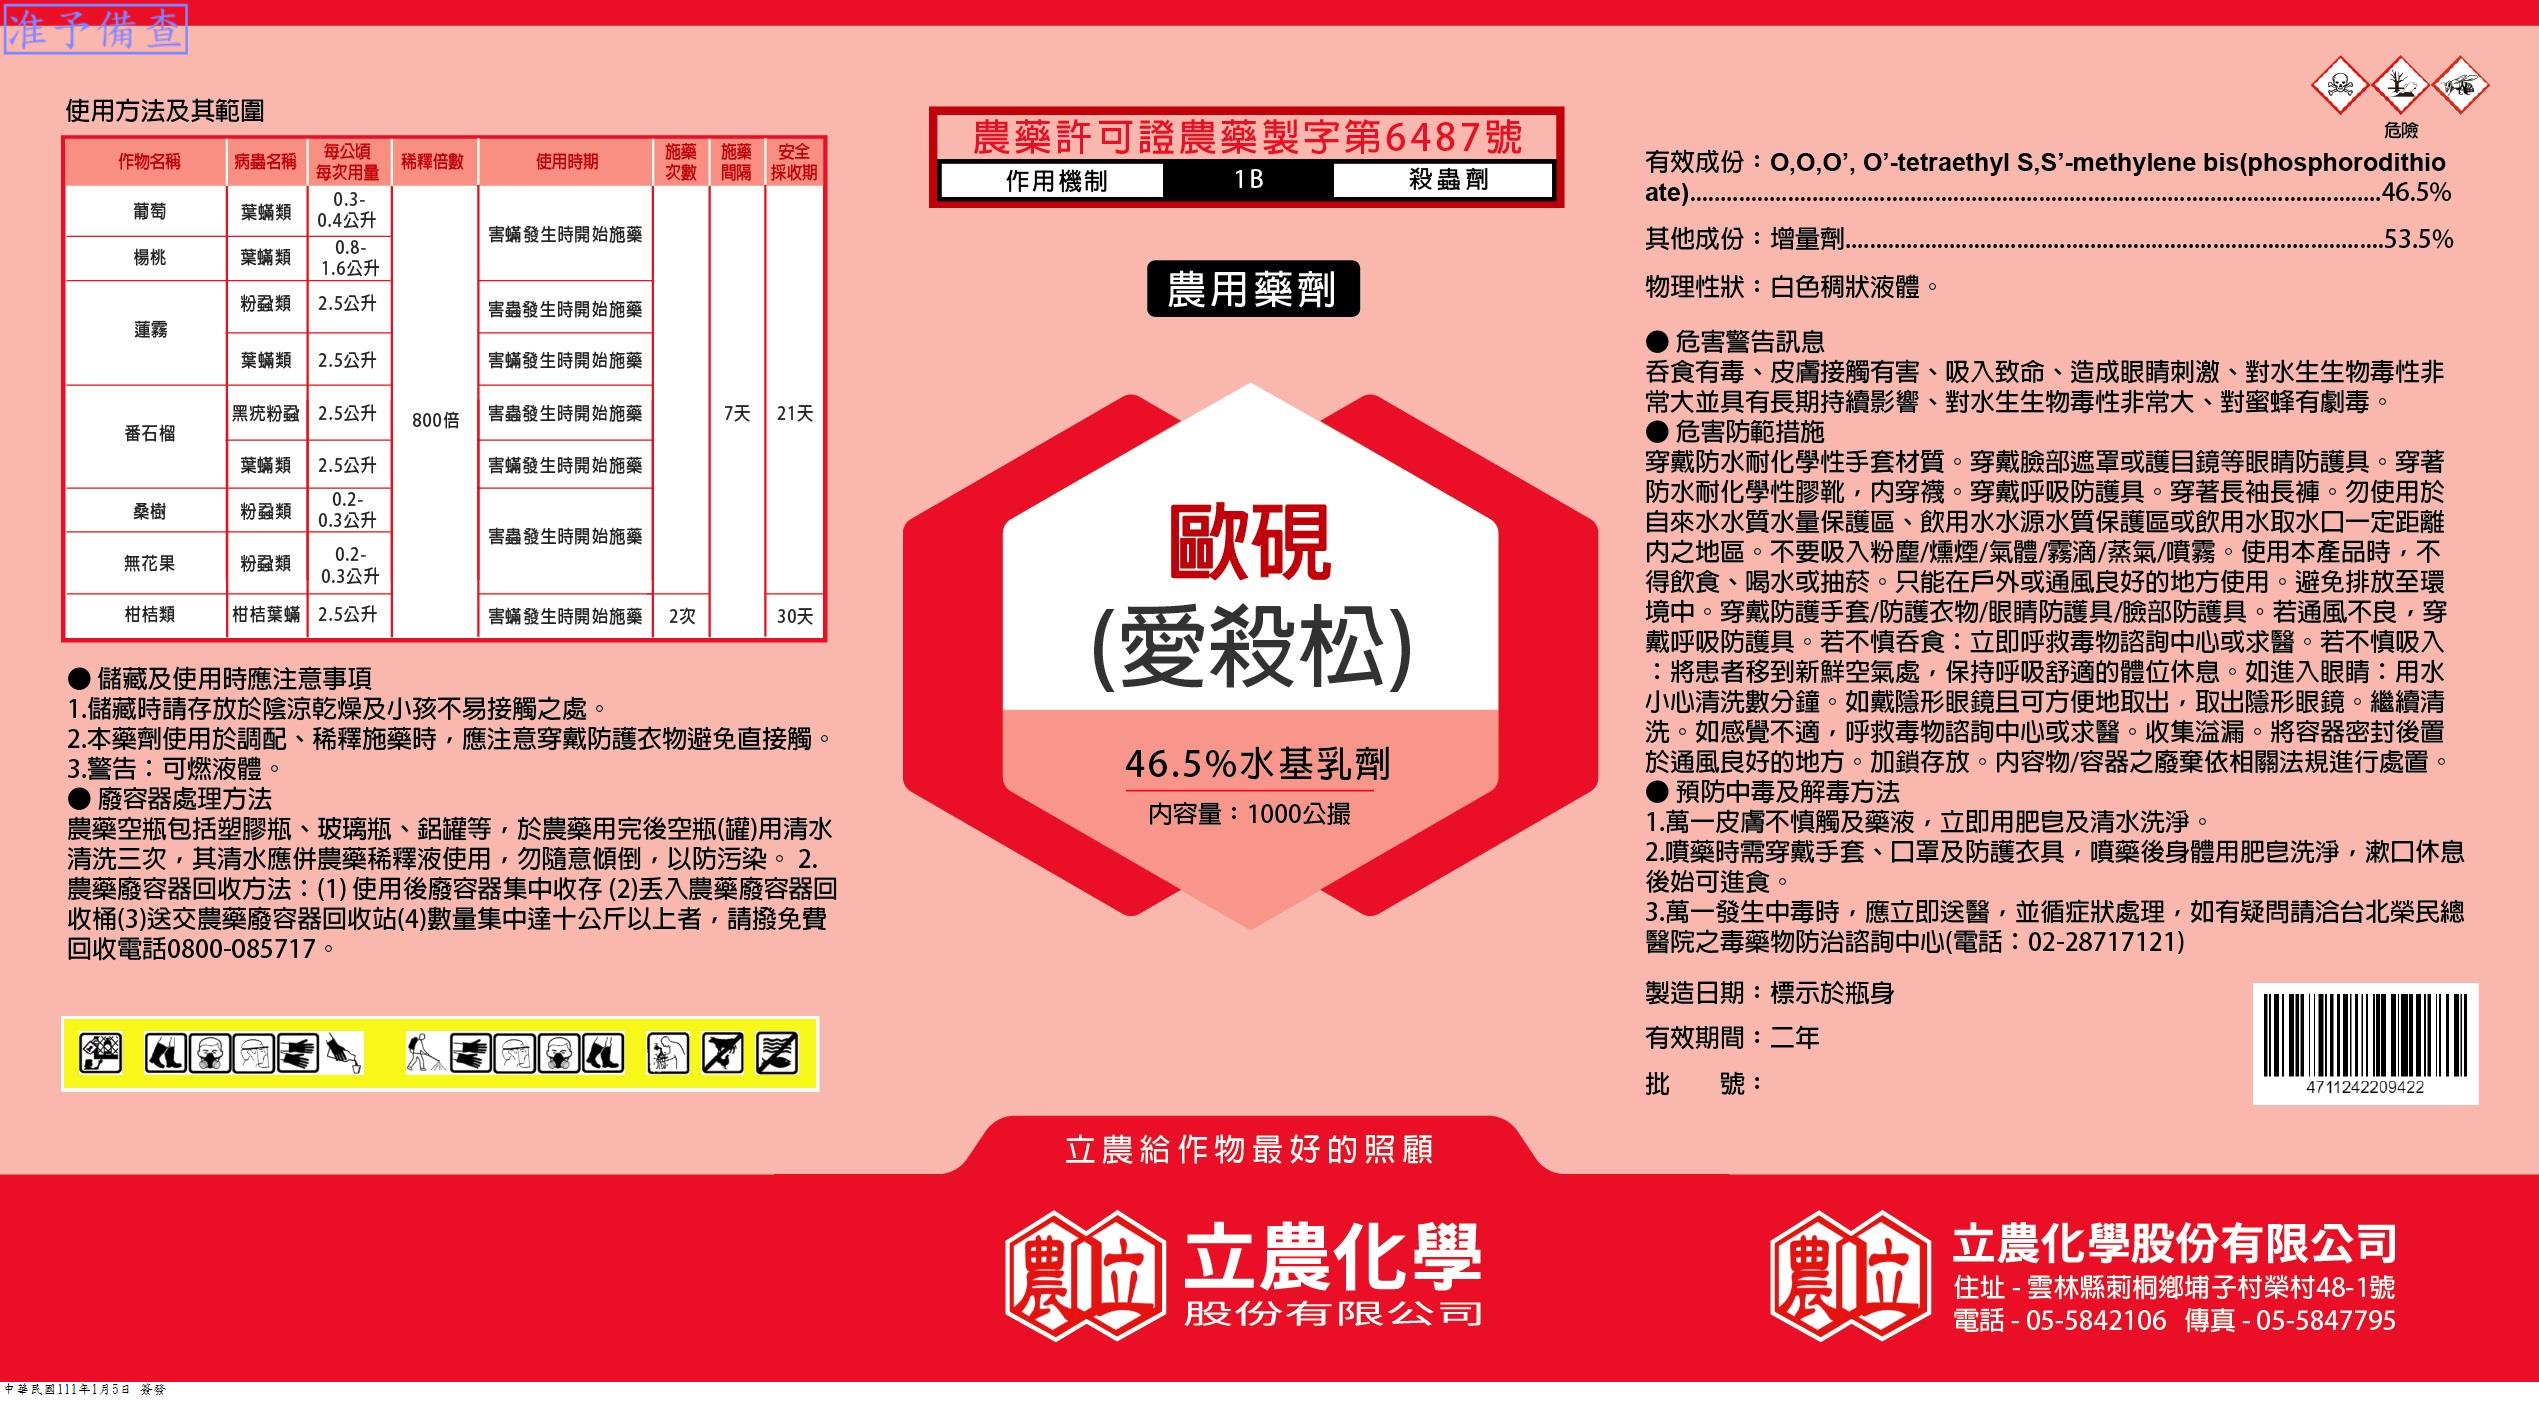 准予備查
使用方法及其範圍
作物名稱 病蟲名稱 每公頃每次用量 稀釋倍數 使用時期 施藥次數 施藥間隔 安全採收期
葡萄 葉蟎類 0.3-0.4公升 害蟎發生時開始施藥
楊桃 葉蟎類 0.8-1.6公升
蓮霧 粉蝨類 2.5公升 害蟲發生時開始施藥
葉蟎類 2.5公升 害蟎發生時開始施藥
番石榴 黑疣粉蝨 2.5公升 800倍 害蟲發生時開始施藥 7天 21天
葉蟎類 2.5公升 害蟎發生時開始施藥
桑樹 粉蝨類 0.2-0.3公升 害蟲發生時開始施藥
無花果 粉蝨類 0.2-0.3公升
柑桔類 柑桔葉蟎 2.5公升 害蟎發生時開始施藥 2次 30天
● 儲藏及使用時應注意事項
1.儲藏時請存放於陰涼乾燥及小孩不易接觸之處。
2.本藥劑使用於調配、稀釋施藥時，應注意穿戴防護衣物避免直接觸。
3.警告：可燃液體。
● 廢容器處理方法
農藥空瓶包括塑膠瓶、玻璃瓶、鋁罐等，於農藥用完後空瓶(罐)用清水
清洗三次，其清水應併農藥稀釋液使用，勿隨意傾倒，以防污染。 2.
農藥廢容器回收方法：(1) 使用後廢容器集中收存 (2)丟入農藥廢容器回
收桶(3)送交農藥廢容器回收站(4)數量集中達十公斤以上者，請撥免費
回收電話0800-085717。
農藥許可證農藥製字第6487號
作用機制 1B 殺蟲劑
農用藥劑
歐硯
(愛殺松)
46.5%水基乳劑
內容量：1000公撮
立農給作物最好的照顧
農立 立農化學
股份有限公司
危險
有效成份：O,O,O’, O’-tetraethyl S,S’-methylene bis(phosphorodithio
ate)..........46.5%
其他成份：增量劑..........53.5%
物理性狀：白色稠狀液體。
● 危害警告訊息
吞食有毒、皮膚接觸有害、吸入致命、造成眼睛刺激、對水生生物毒性非
常大並具有長期持續影響、對水生生物毒性非常大、對蜜蜂有劇毒。
● 危害防範措施
穿戴防水耐化學性手套材質。穿戴臉部遮罩或護目鏡等眼睛防護具。穿著
防水耐化學性膠靴，內穿襪。穿戴呼吸防護具。穿著長袖長褲。勿使用於
自來水水質水量保護區、飲用水水源水質保護區或飲用水取水口一定距離
內之地區。不要吸入粉塵/燻煙/氣體/霧滴/蒸氣/噴霧。使用本產品時，不
得飲食、喝水或抽菸。只能在戶外或通風良好的地方使用。避免排放至環
境中。穿戴防護手套/防護衣物/眼睛防護具/臉部防護具。若通風不良，穿
戴呼吸防護具。若不慎吞食：立即呼救毒物諮詢中心或求醫。若不慎吸入
：將患者移到新鮮空氣處，保持呼吸舒適的體位休息。如進入眼睛：用水
小心清洗數分鐘。如戴隱形眼鏡且可方便地取出，取出隱形眼鏡。繼續清
洗。如感覺不適，呼救毒物諮詢中心或求醫。收集溢漏。將容器密封後置
於通風良好的地方。加鎖存放。內容物/容器之廢棄依相關法規進行處置。
● 預防中毒及解毒方法
1.萬一皮膚不慎觸及藥液，立即用肥皂及清水洗淨。
2.噴藥時需穿戴手套、口罩及防護衣具，噴藥後身體用肥皂洗淨，漱口休息
後始可進食。
3.萬一發生中毒時，應立即送醫，並循症狀處理，如有疑問請洽台北榮民總
醫院之毒藥物防治諮詢中心(電話：02-28717121)
製造日期：標示於瓶身
有效期間：二年
批　　號：
4711242209422
農立 立農化學股份有限公司
住址 - 雲林縣莿桐鄉埔子村榮村48-1號
電話 - 05-5842106 傳真 - 05-5847795
中華民國111年1月5日 簽發